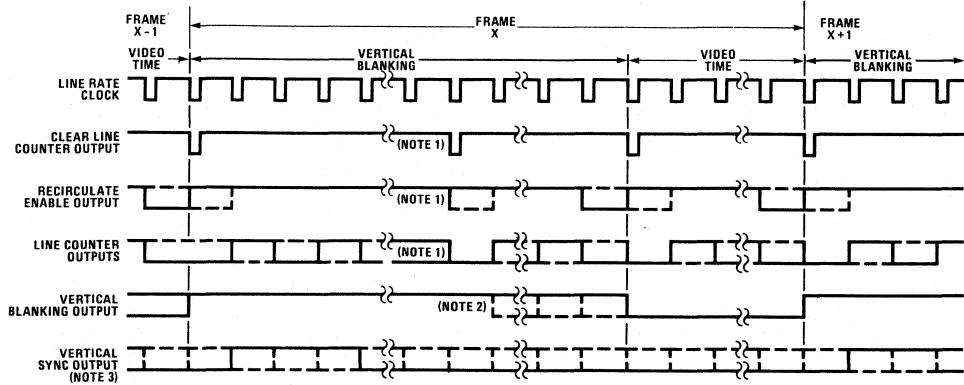 FRAME
X-1
FRAME
X
FRAME
X+1
VIDEO
TIME
VERTICAL
BLANKING
VIDEO
TIME
VERTICAL
BLANKING
LINE RATE
CLOCK
CLEAR LINE
COUNTER OUTPUT
(NOTE 1)
RECIRCULATE
ENABLE OUTPUT
(NOTE 1)
LINE COUNTER
OUTPUTS
(NOTE 1)
VERTICAL
BLANKING OUTPUT
(NOTE 2)
VERTICAL
SYNC OUTPUT
(NOTE 3)